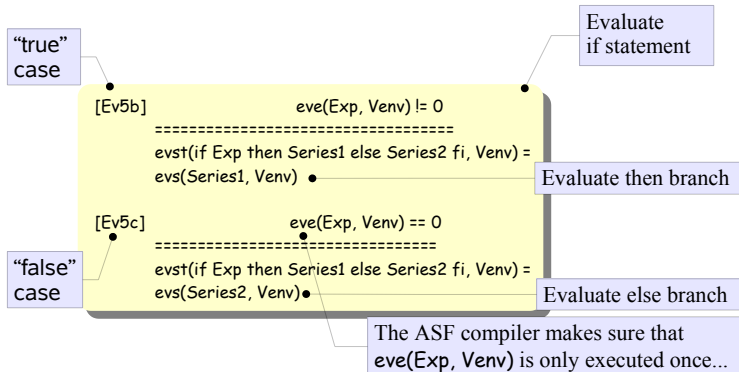 Evaluate
if statement
“true”
case
[Ev5b] eve(Exp, Venv) != 0
==================================
evst(if Exp then Series1 else Series2 fi, Venv) =
evs(Series1, Venv)
Evaluate then branch
[Ev5c] eve(Exp, Venv) == 0
================================
evst(if Exp then Series1 else Series2 fi, Venv) =
evs(Series2, Venv)
“false”
case
Evaluate else branch
The ASF compiler makes sure that
eve(Exp, Venv) is only executed once...